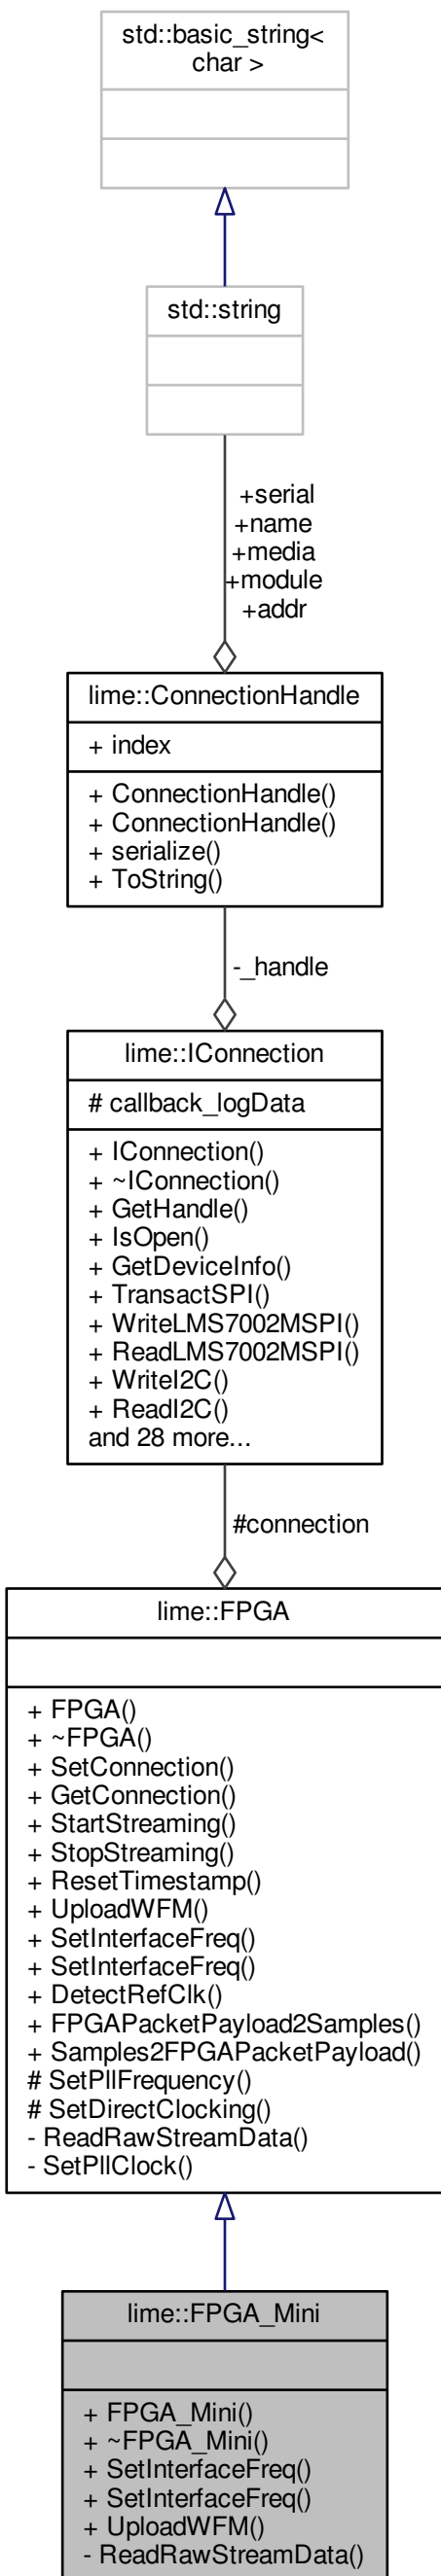 std::basic_string<
char >
std::string
+serial
+name
+media
+module
+addr
lime::ConnectionHandle
+ index
+ ConnectionHandle()
+ ConnectionHandle()
+ serialize()
+ ToString()
-_handle
lime::IConnection
# callback_logData
+ IConnection()
+ ~IConnection()
+ GetHandle()
+ IsOpen()
+ GetDeviceInfo()
+ TransactSPI()
+ WriteLMS7002MSPI()
+ ReadLMS7002MSPI()
+ WriteI2C()
+ ReadI2C()
and 28 more...
#connection
lime::FPGA
+ FPGA()
+ ~FPGA()
+ SetConnection()
+ GetConnection()
+ StartStreaming()
+ StopStreaming()
+ ResetTimestamp()
+ UploadWFM()
+ SetInterfaceFreq()
+ SetInterfaceFreq()
+ DetectRefClk()
+ FPGAPacketPayload2Samples()
+ Samples2FPGAPacketPayload()
# SetPllFrequency()
# SetDirectClocking()
- ReadRawStreamData()
- SetPllClock()
lime::FPGA_Mini
+ FPGA_Mini()
+ ~FPGA_Mini()
+ SetInterfaceFreq()
+ SetInterfaceFreq()
+ UploadWFM()
- ReadRawStreamData()